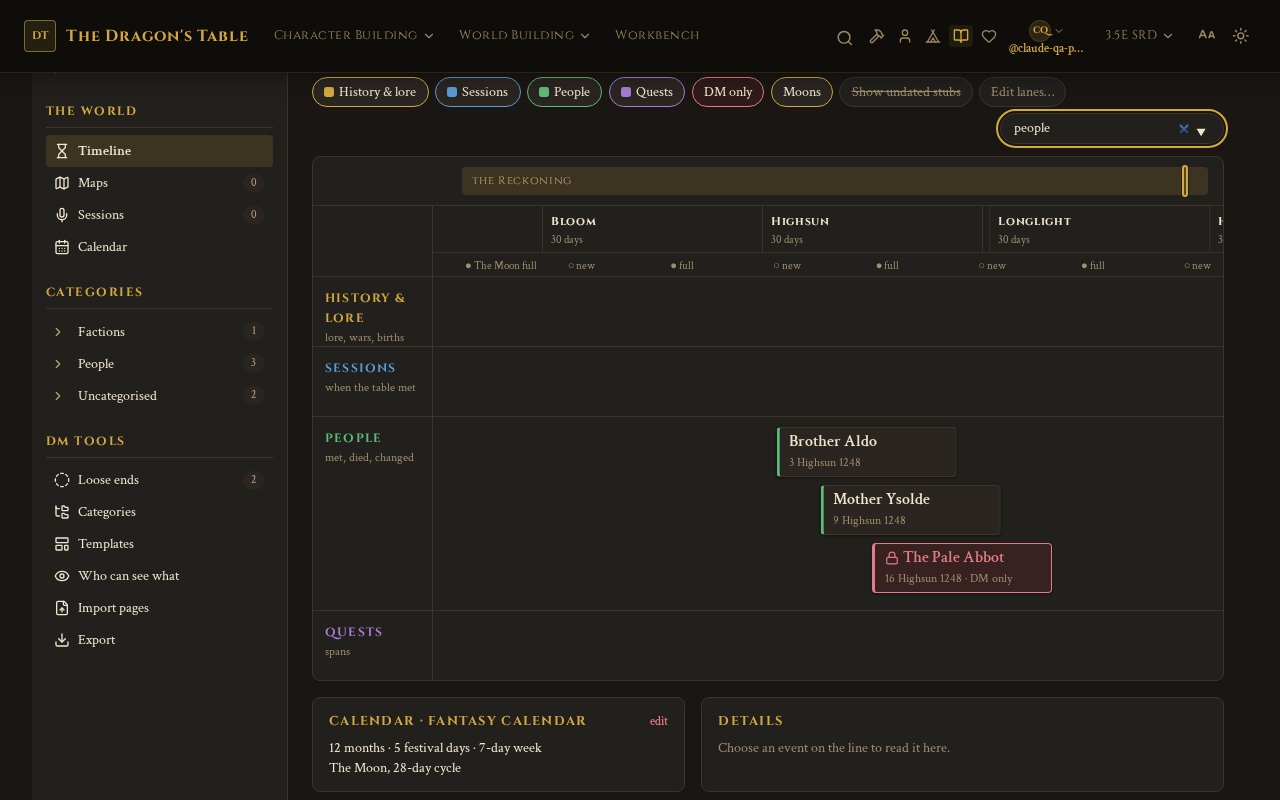 DT The Dragon's Table Character Building World Building Workbench CQ @claude-qa-p... 3.5E SRD AA
History & lore Sessions People Quests DM only Moons Show undated stubs Edit lanes...
people
THE WORLD
Timeline
Maps 0
Sessions 0
Calendar
CATEGORIES
Factions 1
People 3
Uncategorised 2
DM TOOLS
Loose ends 2
Categories
Templates
Who can see what
Import pages
Export
THE RECKONING
Bloom Highsun Longlight
30 days 30 days 30 days 3
The Moon full new full new full new full new
HISTORY &
LORE
lore, wars, births
SESSIONS
when the table met
PEOPLE
met, died, changed
Brother Aldo
3 Highsun 1248
Mother Ysolde
9 Highsun 1248
The Pale Abbot
16 Highsun 1248 · DM only
QUESTS
spans
CALENDAR · FANTASY CALENDAR edit
12 months · 5 festival days · 7-day week
The Moon, 28-day cycle
DETAILS
Choose an event on the line to read it here.